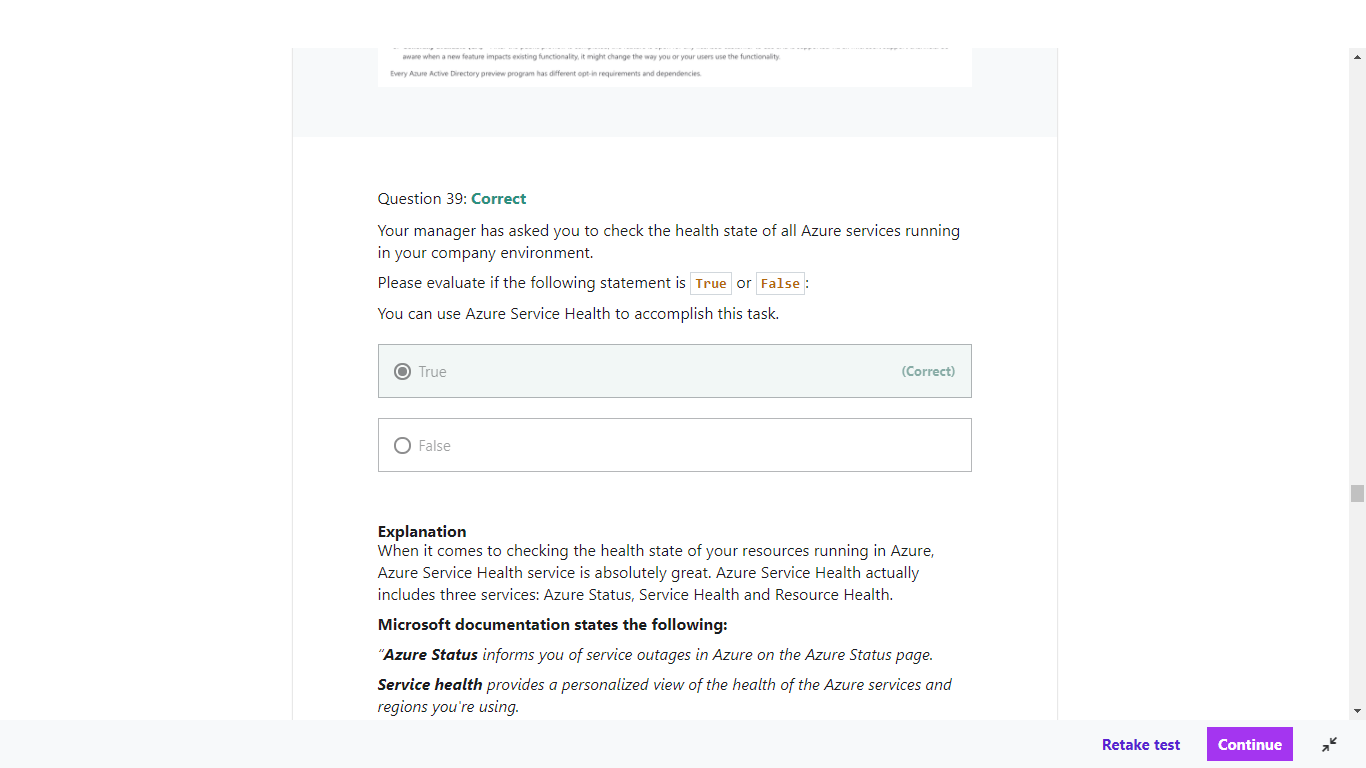 aware when a new feature impacts existing functionality, it might change the way you or your users use the functionality.
Every Azure Active Directory preview program has different opt-in requirements and dependencies.
Question 39: Correct
Your manager has asked you to check the health state of all Azure services running
in your company environment.
Please evaluate if the following statement is True or False:
You can use Azure Service Health to accomplish this task.
True (Correct)
False
Explanation
When it comes to checking the health state of your resources running in Azure,
Azure Service Health service is absolutely great. Azure Service Health actually
includes three services: Azure Status, Service Health and Resource Health.
Microsoft documentation states the following:
"Azure Status informs you of service outages in Azure on the Azure Status page.
Service health provides a personalized view of the health of the Azure services and
regions you're using.
Retake test Continue